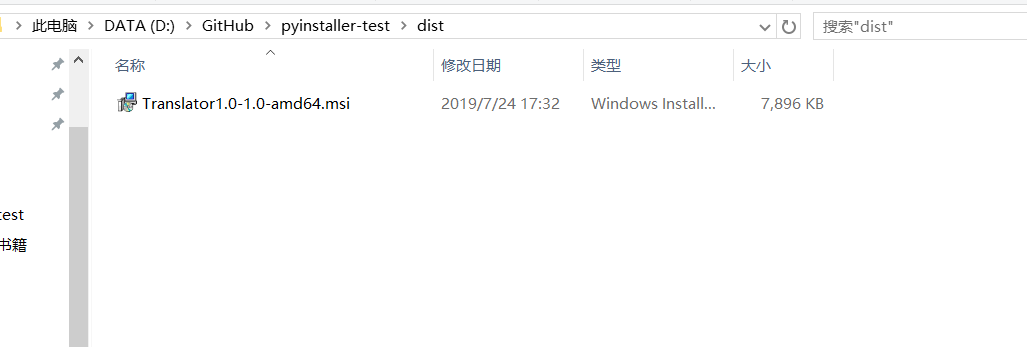 此电脑 > DATA (D:) > GitHub > pyinstaller-test > dist
搜索"dist"
名称 修改日期 类型 大小
Translator1.0-1.0-amd64.msi 2019/7/24 17:32 Windows Install... 7,896 KB
test
书籍